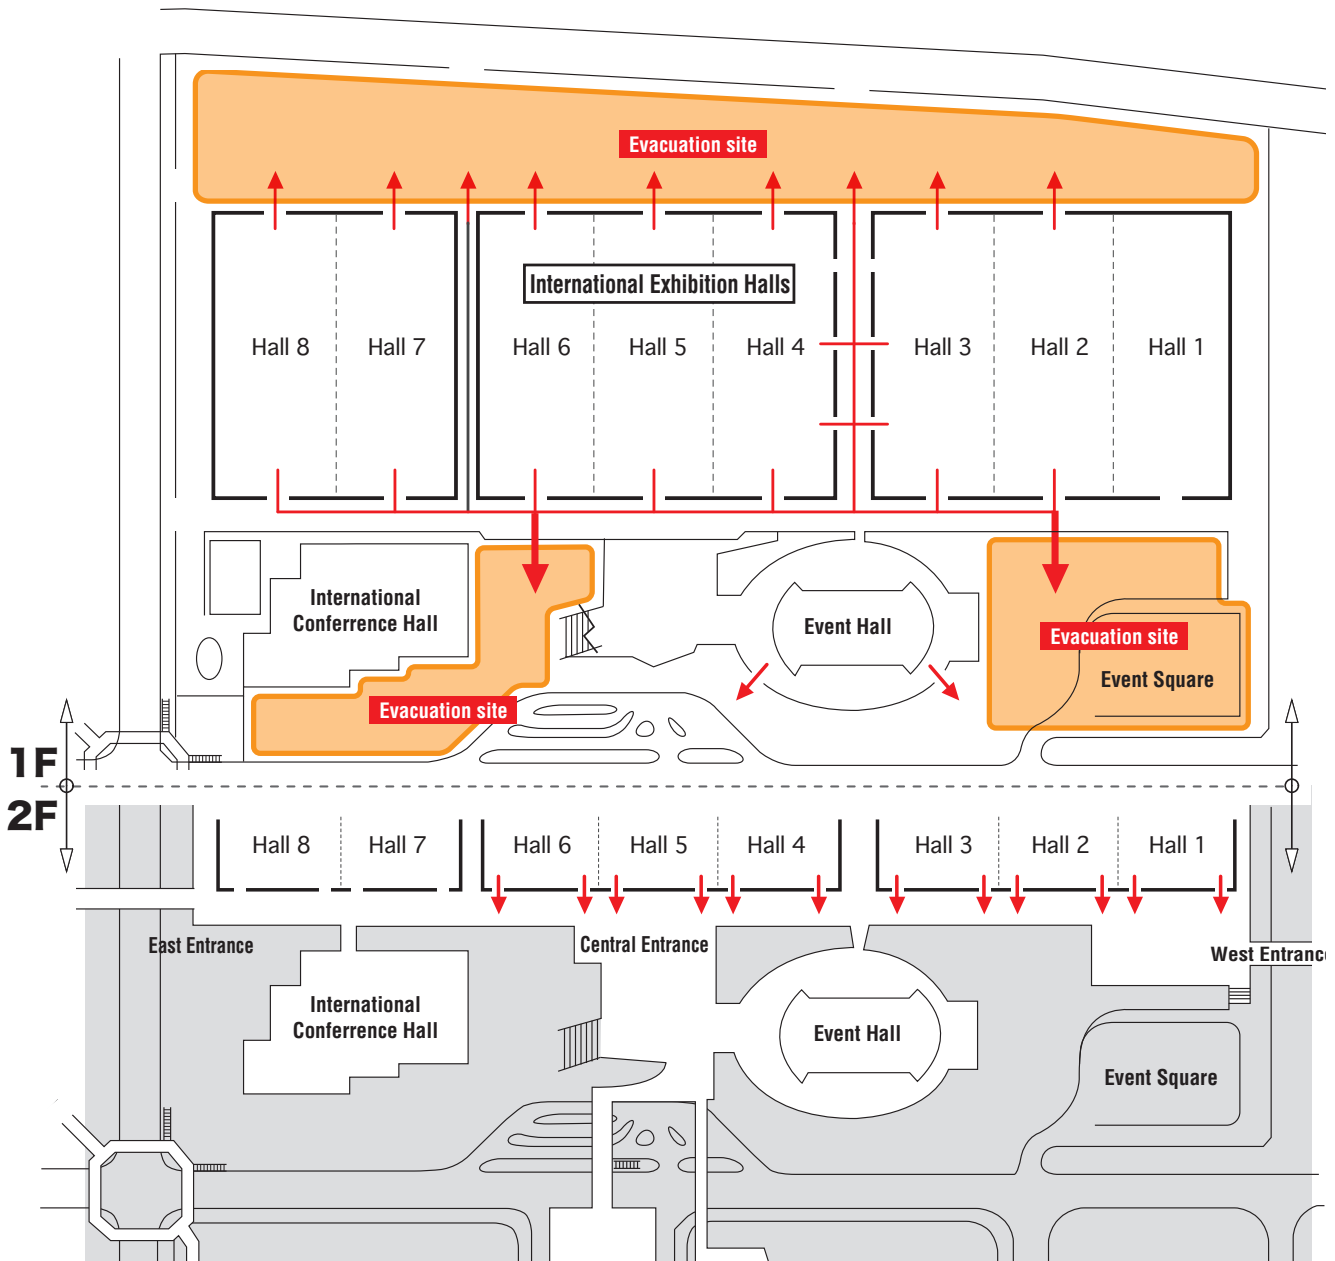 Evacuation site
International Exhibition Halls
Hall 8
Hall 7
Hall 6
Hall 5
Hall 4
Hall 3
Hall 2
Hall 1
International
Conferrence Hall
Event Hall
Evacuation site
Event Square
Evacuation site
1F
2F
Hall 8
Hall 7
Hall 6
Hall 5
Hall 4
Hall 3
Hall 2
Hall 1
East Entrance
Central Entrance
West Entrance
International
Conferrence Hall
Event Hall
Event Square